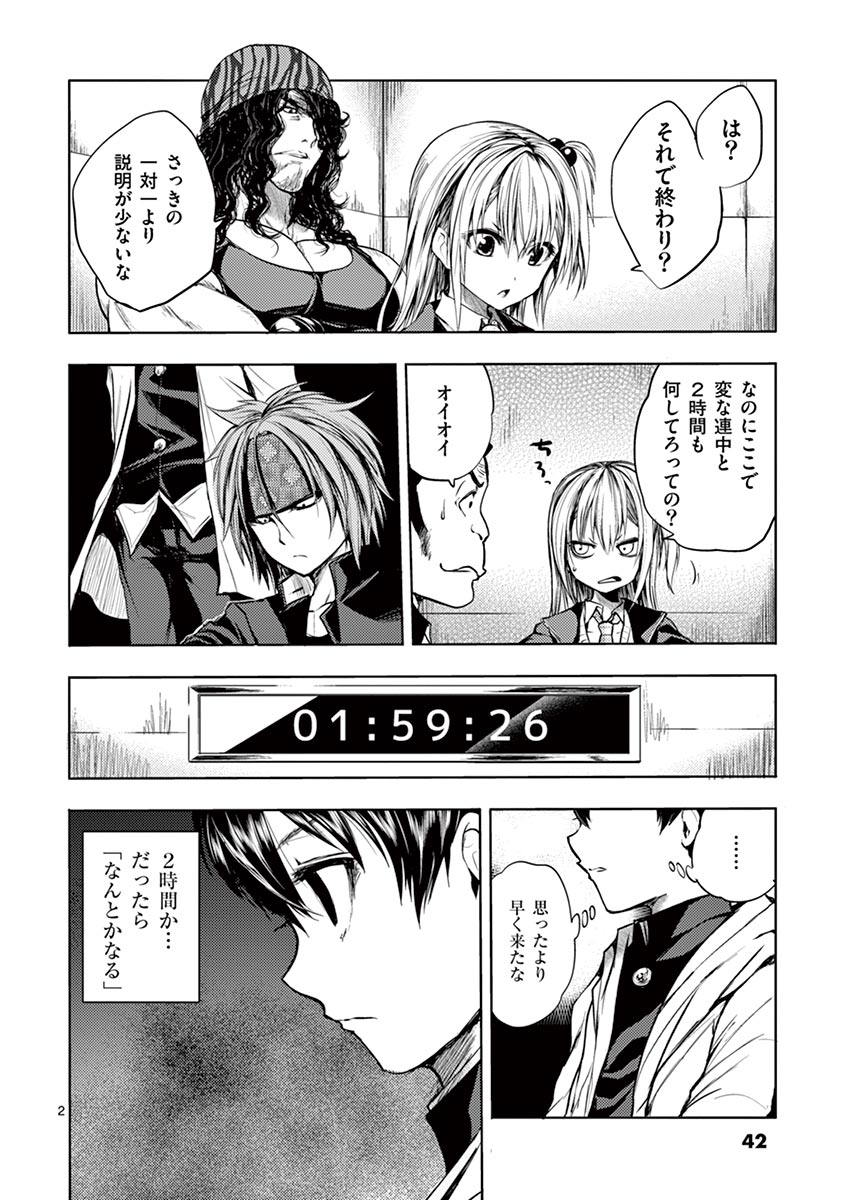 は?
それで終わり?
さっきの
一対一より
説明が少ないな
なのにここで
変な連中と
2時間も
何してろっての?
ちろ
オイオイ
01:59:26
……
思ったより
早く来たな
2時間か…
だったら
「なんとかなる」
2
42